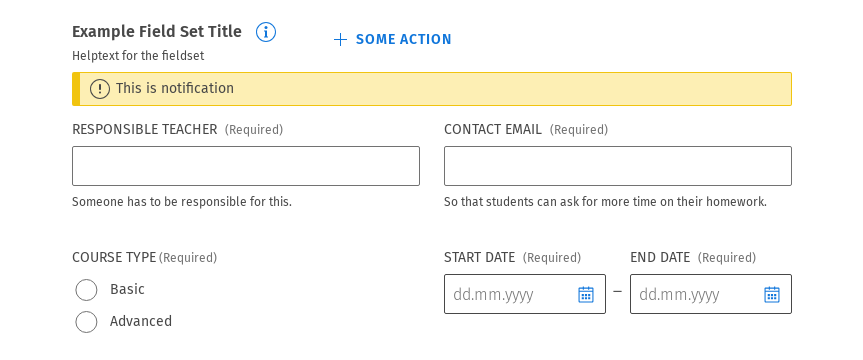 Example Field Set Title
+ SOME ACTION
Helptext for the fieldset
This is notification
RESPONSIBLE TEACHER (Required)
CONTACT EMAIL (Required)
Someone has to be responsible for this.
So that students can ask for more time on their homework.
COURSE TYPE (Required)
START DATE (Required)
END DATE (Required)
Basic
dd.mm.yyyy – dd.mm.yyyy
Advanced